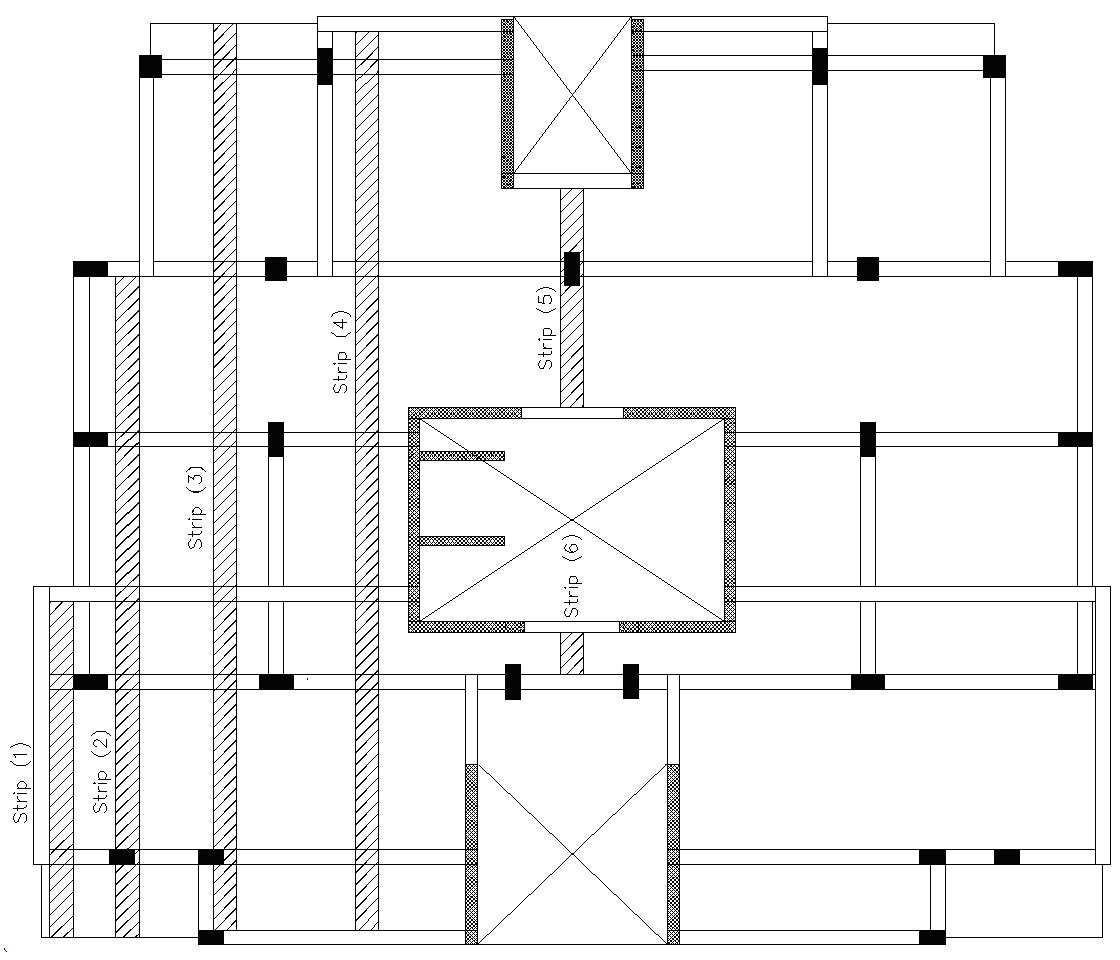 Strip (1)
Strip (2)
Strip (3)
Strip (4)
Strip (5)
Strip (6)